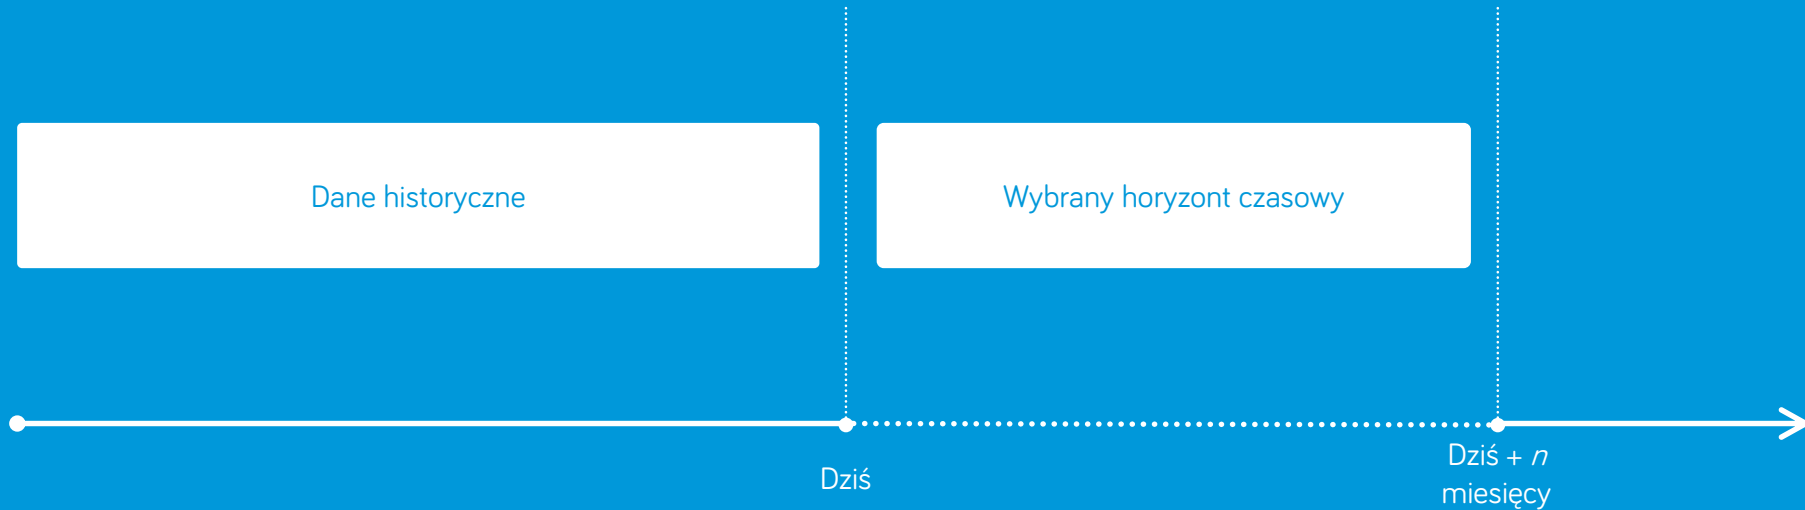 Dane historyczne
Wybrany horyzont czasowy
Dziś
Dziś + n
miesięcy